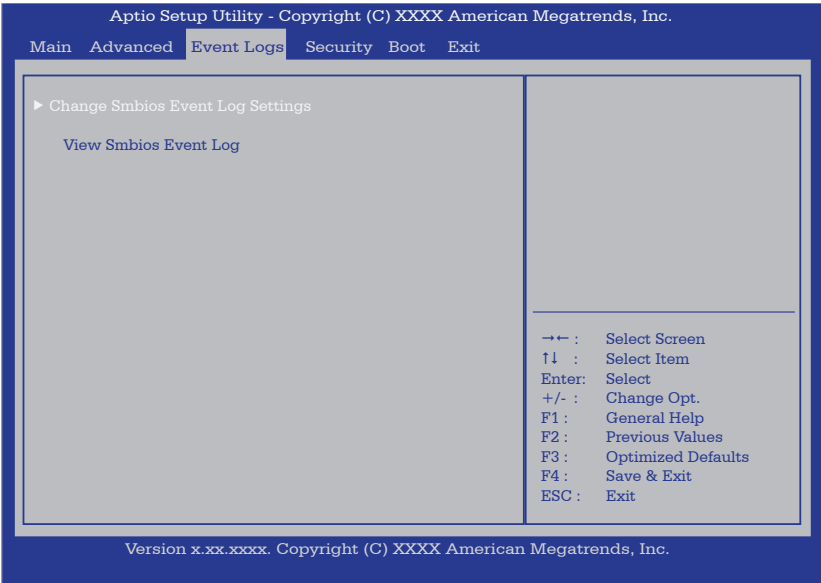 Aptio Setup Utility - Copyright (C) XXXX American Megatrends, Inc.
Main Advanced Event Logs Security Boot Exit
▶ Change Smbios Event Log Settings
View Smbios Event Log
→← : Select Screen
↑↓ : Select Item
Enter: Select
+/- : Change Opt.
F1 : General Help
F2 : Previous Values
F3 : Optimized Defaults
F4 : Save & Exit
ESC : Exit
Version x.xx.xxxx. Copyright (C) XXXX American Megatrends, Inc.